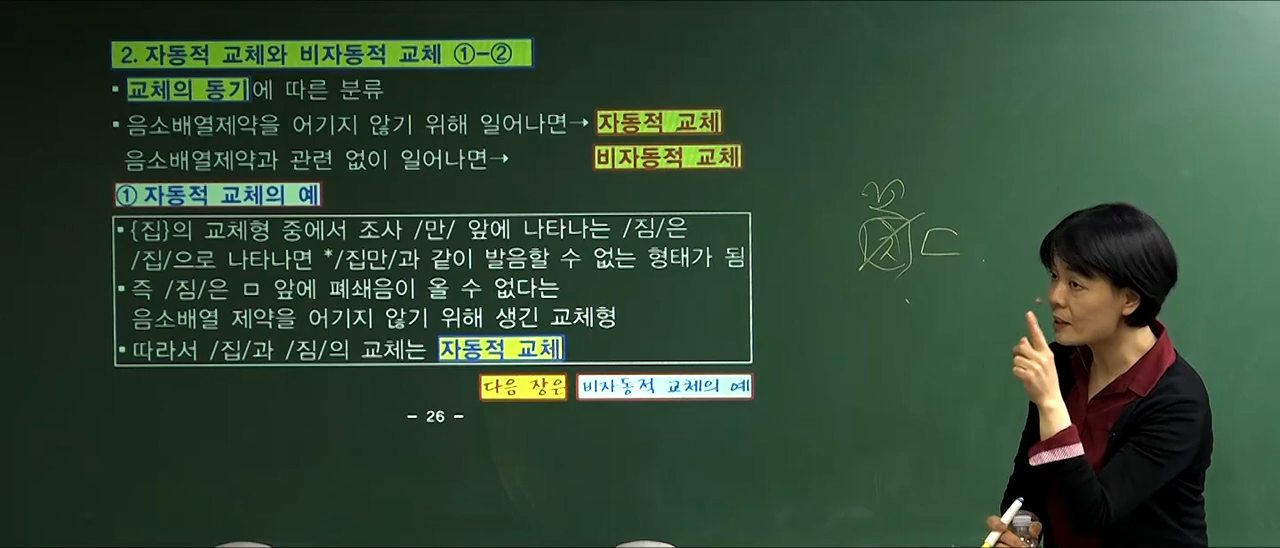 2. 자동적 교체와 비자동적 교체 ①-②
▪ 교체의 동기에 따른 분류
▪ 음소배열제약을 어기지 않기 위해 일어나면→ 자동적 교체
음소배열제약과 관련 없이 일어나면→ 비자동적 교체
① 자동적 교체의 예
▪ {집}의 교체형 중에서 조사 /만/ 앞에 나타나는 /짐/은
/집/으로 나타나면 */집만/과 같이 발음할 수 없는 형태가 됨
▪ 즉 /짐/은 ㅁ 앞에 폐쇄음이 올 수 없다는
음소배열 제약을 어기지 않기 위해 생긴 교체형
▪ 따라서 /집/과 /짐/의 교체는 자동적 교체
다음 장은 비자동적 교체의 예
- 26 -